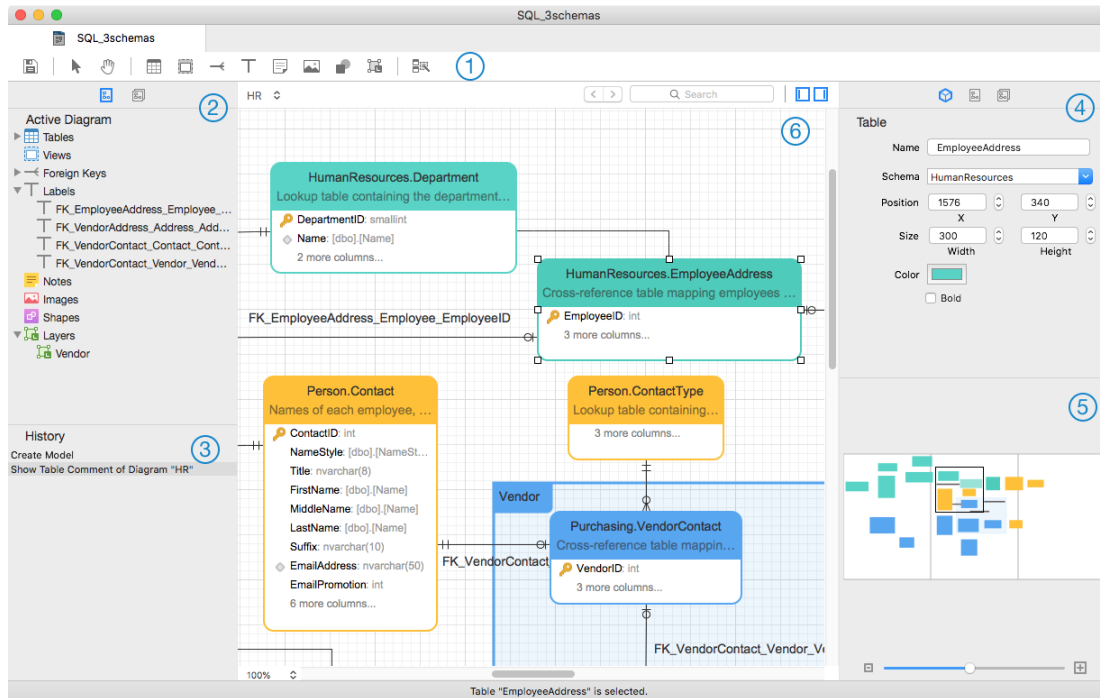 SQL_3schemas
SQL_3schemas
1
2
Active Diagram
Tables
Views
Foreign Keys
Labels
FK_EmployeeAddress_Employee_...
FK_VendorAddress_Address_Add...
FK_VendorContact_Contact_Cont...
FK_VendorContact_Vendor_Vend...
Notes
Images
Shapes
Layers
Vendor
History
3
Create Model
Show Table Comment of Diagram "HR"
HR
Search
6
HumanResources.Department
Lookup table containing the department...
DepartmentID: smallint
Name: [dbo].[Name]
2 more columns...
HumanResources.EmployeeAddress
Cross-reference table mapping employees ...
EmployeeID: int
3 more columns...
FK_EmployeeAddress_Employee_EmployeeID
Person.Contact
Names of each employee, ...
ContactID: int
NameStyle: [dbo].[NameSt...
Title: nvarchar(8)
FirstName: [dbo].[Name]
MiddleName: [dbo].[Name]
LastName: [dbo].[Name]
Suffix: nvarchar(10)
EmailAddress: nvarchar(50)
EmailPromotion: int
6 more columns...
Person.ContactType
Lookup table containing...
3 more columns...
Vendor
Purchasing.VendorContact
Cross-reference table mappin...
VendorID: int
3 more columns...
FK_VendorContact
FK_VendorContact_Vendor_Ve
100%
4
Table
Name EmployeeAddress
Schema HumanResources
Position 1576 340
X Y
Size 300 120
Width Height
Color
Bold
5
Table "EmployeeAddress" is selected.